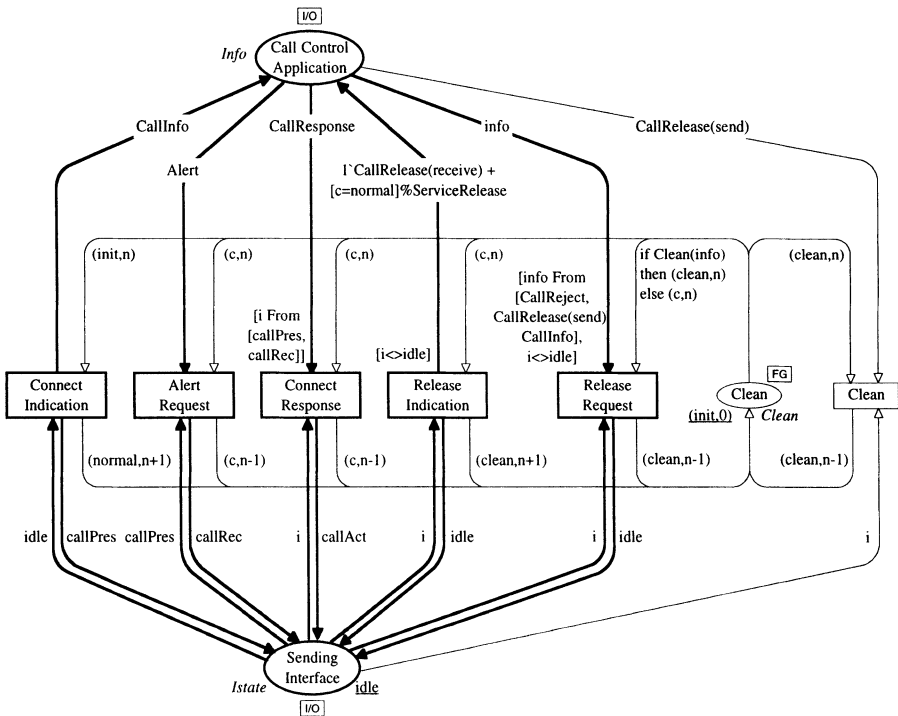 I/O
Info
Call Control
Application
CallInfo
CallResponse
info
CallRelease(send)
Alert
1`CallRelease(receive) +
[c=normal]%ServiceRelease
(init,n)
(c,n)
(c,n)
(c,n)
if Clean(info)
then (clean,n)
else (c,n)
(clean,n)
[i From
[callPres,
callRec]]
[i<>idle]
[info From
[CallReject,
CallRelease(send)
CallInfo],
i<>idle]
Connect
Indication
Alert
Request
Connect
Response
Release
Indication
Release
Request
FG
Clean
(init,0)
Clean
Clean
(normal,n+1)
(c,n-1)
(c,n-1)
(clean,n+1)
(clean,n-1)
(clean,n-1)
idle
callPres
callPres
callRec
i
callAct
i
idle
i
idle
i
Sending
Interface
Istate
idle
I/O